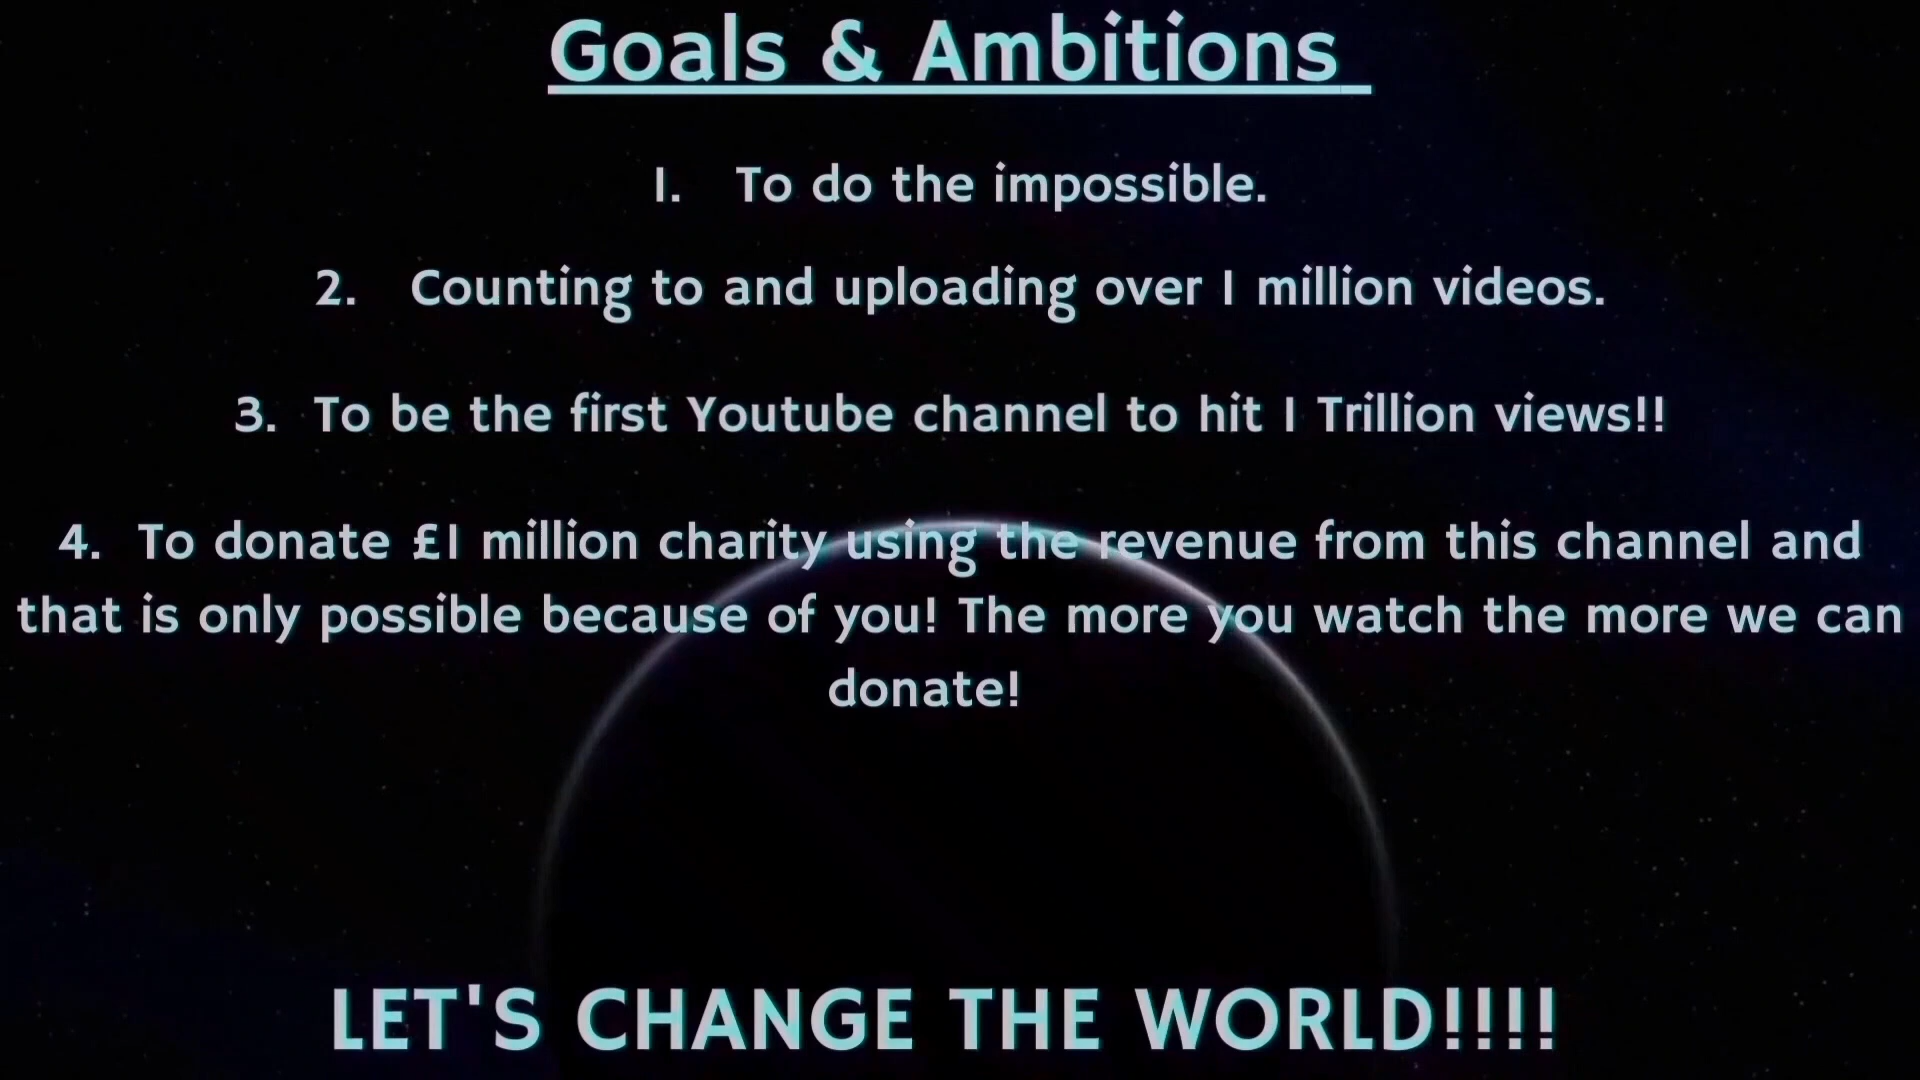 Goals & Ambitions
1. To do the impossible.
2. Counting to and uploading over 1 million videos.
3. To be the first Youtube channel to hit 1 Trillion views!!
4. To donate £1 million charity using the revenue from this channel and
that is only possible because of you! The more you watch the more we can
donate!
LET'S CHANGE THE WORLD!!!!